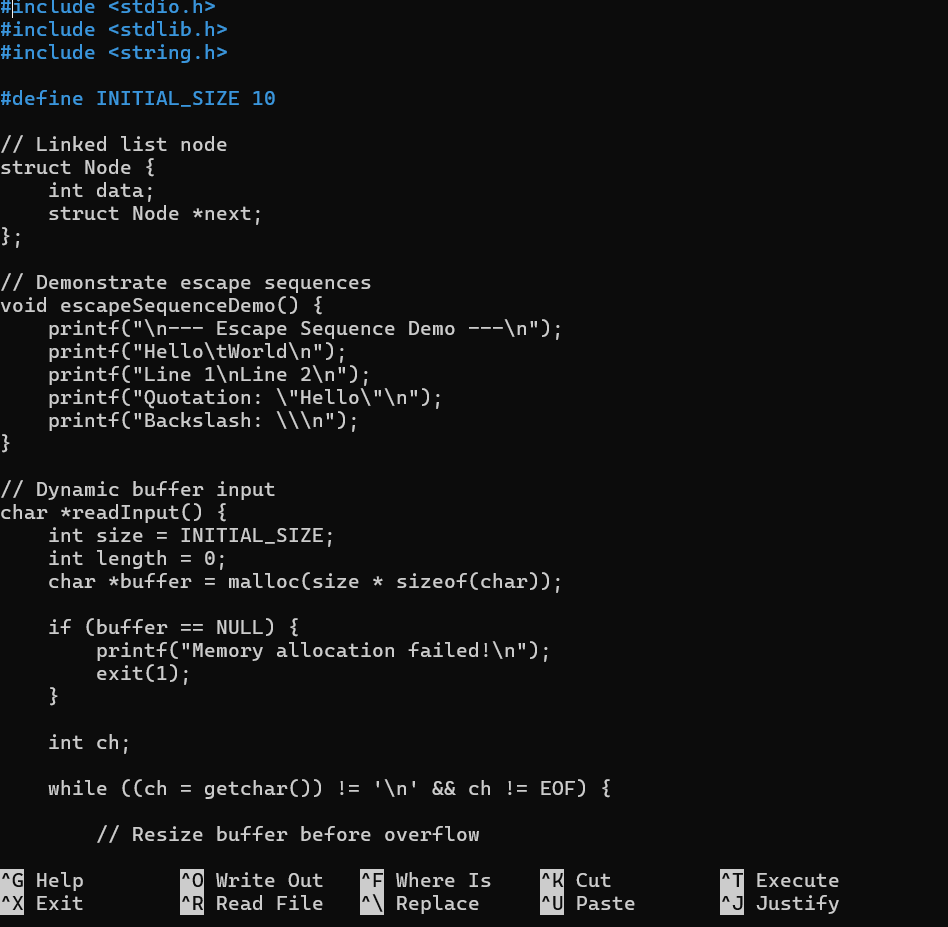 #include <stdio.h>
#include <stdlib.h>
#include <string.h>

#define INITIAL_SIZE 10

// Linked list node
struct Node {
    int data;
    struct Node *next;
};

// Demonstrate escape sequences
void escapeSequenceDemo() {
    printf("\n--- Escape Sequence Demo ---\n");
    printf("Hello\tWorld\n");
    printf("Line 1\nLine 2\n");
    printf("Quotation: \"Hello\"\n");
    printf("Backslash: \\\n");
}

// Dynamic buffer input
char *readInput() {
    int size = INITIAL_SIZE;
    int length = 0;
    char *buffer = malloc(size * sizeof(char));

    if (buffer == NULL) {
        printf("Memory allocation failed!\n");
        exit(1);
    }

    int ch;

    while ((ch = getchar()) != '\n' && ch != EOF) {

        // Resize buffer before overflow

^G Help        ^O Write Out   ^F Where Is    ^K Cut         ^T Execute
^X Exit        ^R Read File   ^\ Replace     ^U Paste       ^J Justify